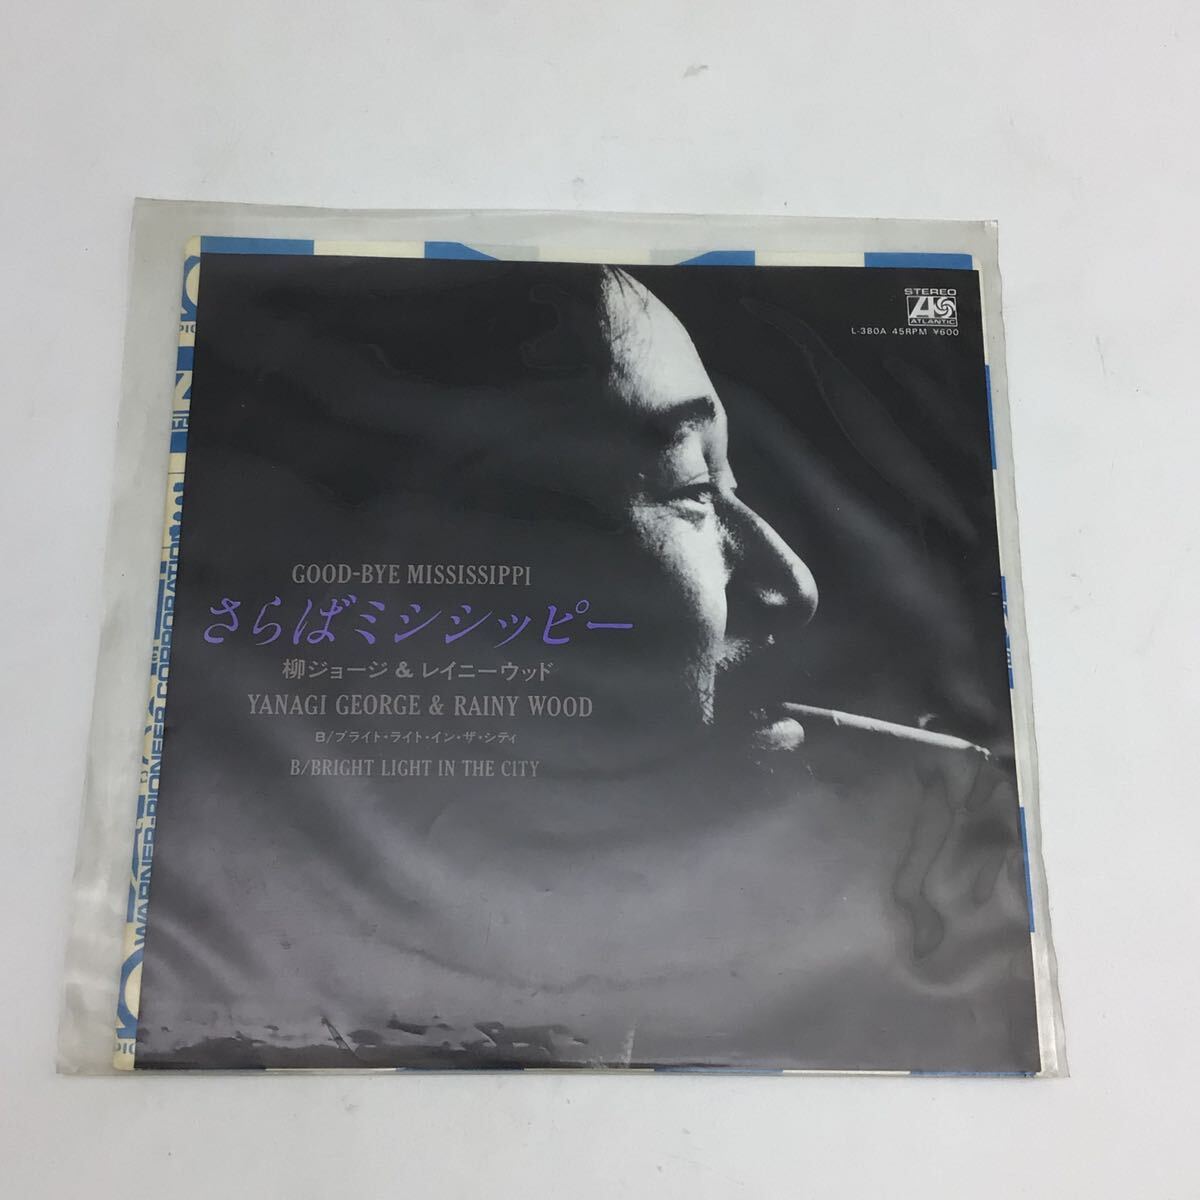 STEREO
ATLANTIC
L-380A 45RPM ¥600
GOOD-BYE MISSISSIPPI
さらばミシシッピー
柳ジョージ & レイニーウッド
YANAGI GEORGE & RAINY WOOD
B/ブライト・ライト・イン・ザ・シティ
B/BRIGHT LIGHT IN THE CITY
WARNER-PIONEER CORPORATION